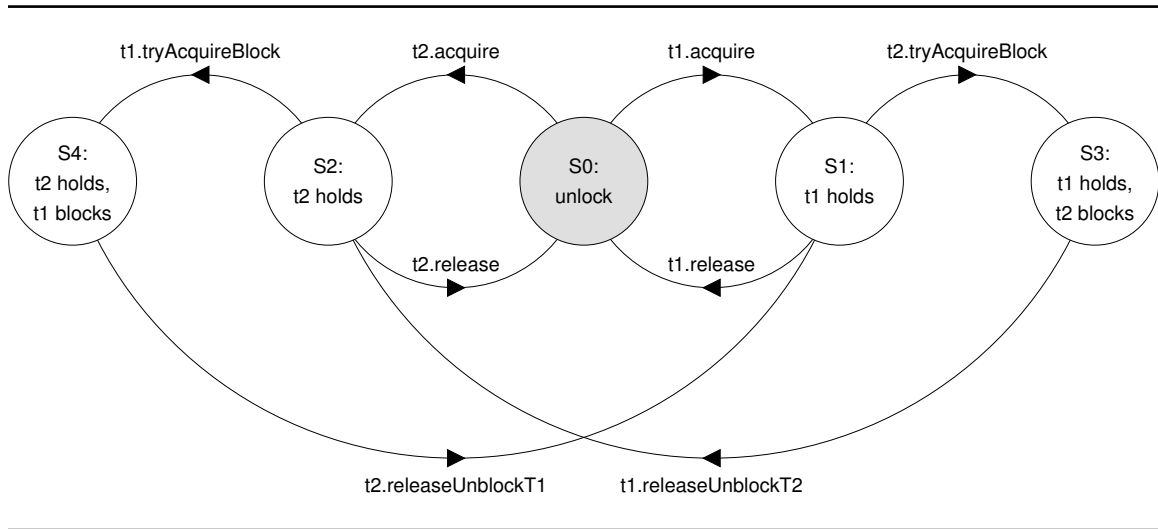 t1.tryAcquireBlock
t2.acquire
t1.acquire
t2.tryAcquireBlock
S4:
t2 holds,
t1 blocks
S2:
t2 holds
S0:
unlock
S1:
t1 holds
S3:
t1 holds,
t2 blocks
t2.release
t1.release
t2.releaseUnblockT1
t1.releaseUnblockT2